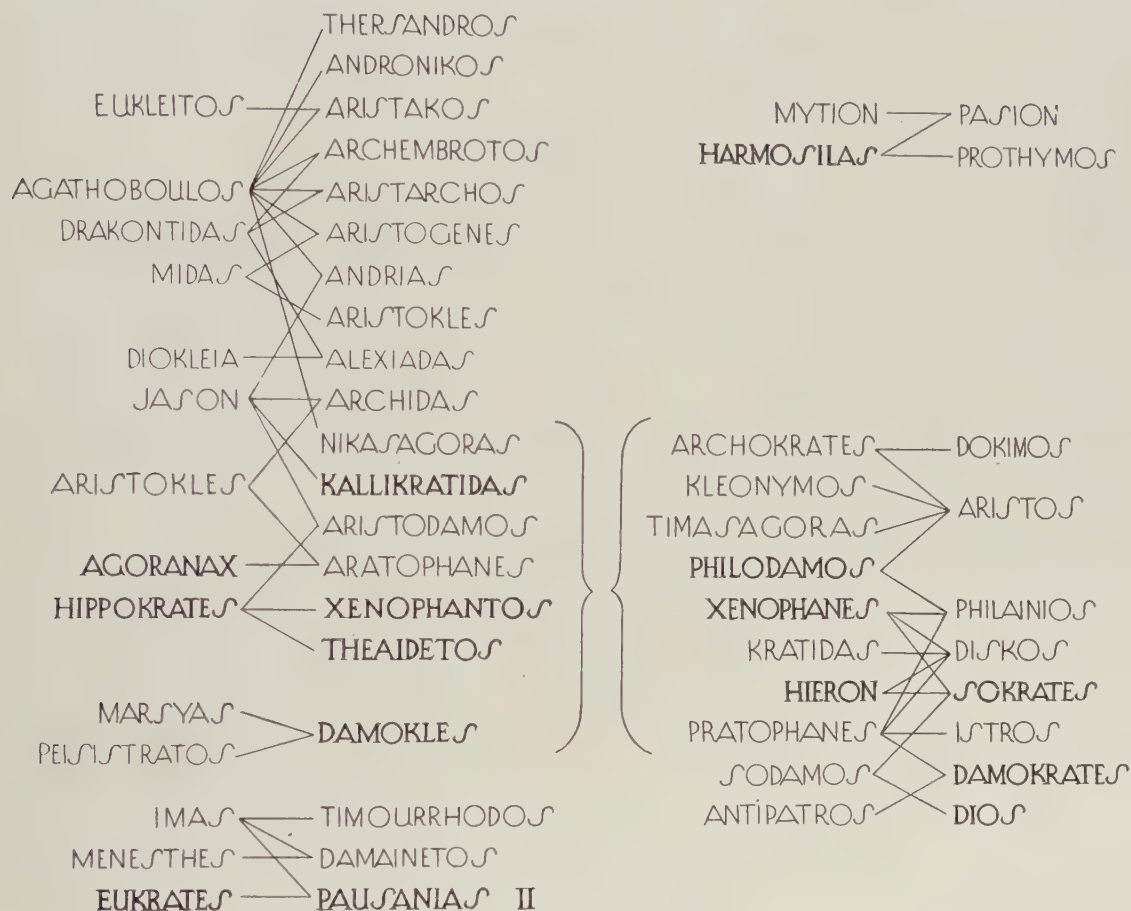 THERSANDROS
ANDRONIKOS
EUKLEITOS ARISTAKOS
ARCHEMBROTOS
AGATHOBOULOS ARISTARCHOS
DRAKONTIDAS ARISTOGENES
MIDAS ANDRIAS
ARISTOKLES
DIOKLEIA ALEXIADAS
JASON ARCHIDAS
NIKASAGORAS
ARISTOKLES KALLIKRATIDAS
ARISTODAMOS
AGORANAX ARATOPHANES
HIPPOKRATES XENOPHANTOS
THEAIDETOS
MARSYAS
DAMOKLES
PEISISTRATOS
IMAS TIMOURRHODOS
MENESTHES DAMAINETOS
EUKRATES PAUSANIAS II
MYTION PASION
HARMOSILAS PROTHYMOS
ARCHOKRATES DOKIMOS
KLEONYMOS
ARISTOS
TIMASAGORAS
PHILODAMOS
XENOPHANES PHILAINIOS
KRATIDAS DISKOS
HIERON SOKRATES
PRATOPHANES ISTROS
SODAMOS DAMOKRATES
ANTIPATROS DIOS